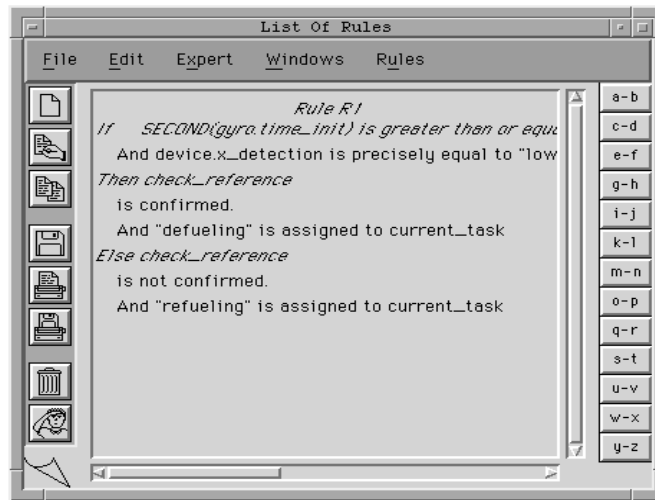 List Of Rules
File Edit Expert Windows Rules
Rule R1
If SECOND(gyro.time_init) is greater than or equa
And device.x_detection is precisely equal to "low
Then check_reference
is confirmed.
And "defueling" is assigned to current_task
Else check_reference
is not confirmed.
And "refueling" is assigned to current_task
a-b
c-d
e-f
g-h
i-j
k-l
m-n
o-p
q-r
s-t
u-v
w-x
y-z